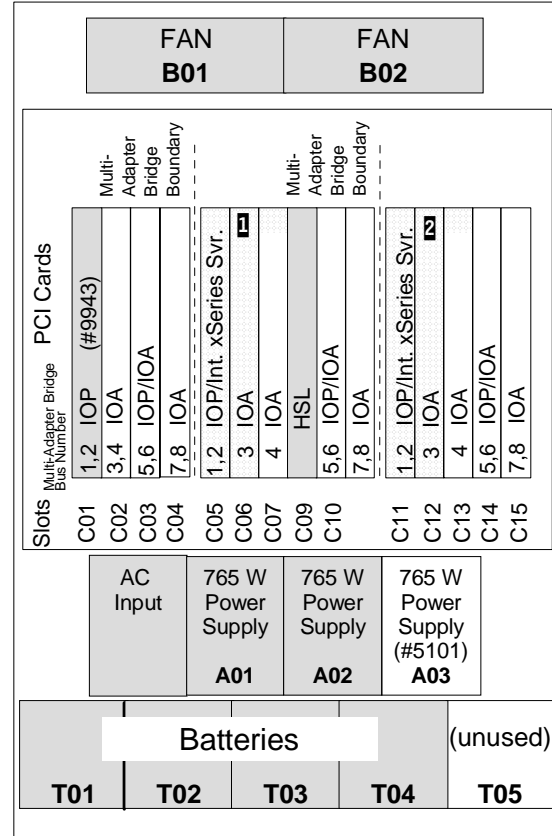 FAN
B01
FAN
B02
Multi-
Adapter
Bridge
Boundary
Multi-
Adapter
Bridge
Boundary
PCI Cards
Multi-Adapter Bridge
Bus Number
Slots
1,2 IOP (#9943)
3,4 IOA
5,6 IOP/IOA
7,8 IOA
1,2 IOP/Int. xSeries Svr.
3 IOA 1
4 IOA
HSL
5,6 IOP/IOA
7,8 IOA
1,2 IOP/Int. xSeries Svr.
3 IOA 2
4 IOA
5,6 IOP/IOA
7,8 IOA
C01
C02
C03
C04
C05
C06
C07
C09
C10
C11
C12
C13
C14
C15
AC
Input
765 W
Power
Supply
A01
765 W
Power
Supply
A02
765 W
Power
Supply
(#5101)
A03
Batteries
(unused)
T01
T02
T03
T04
T05